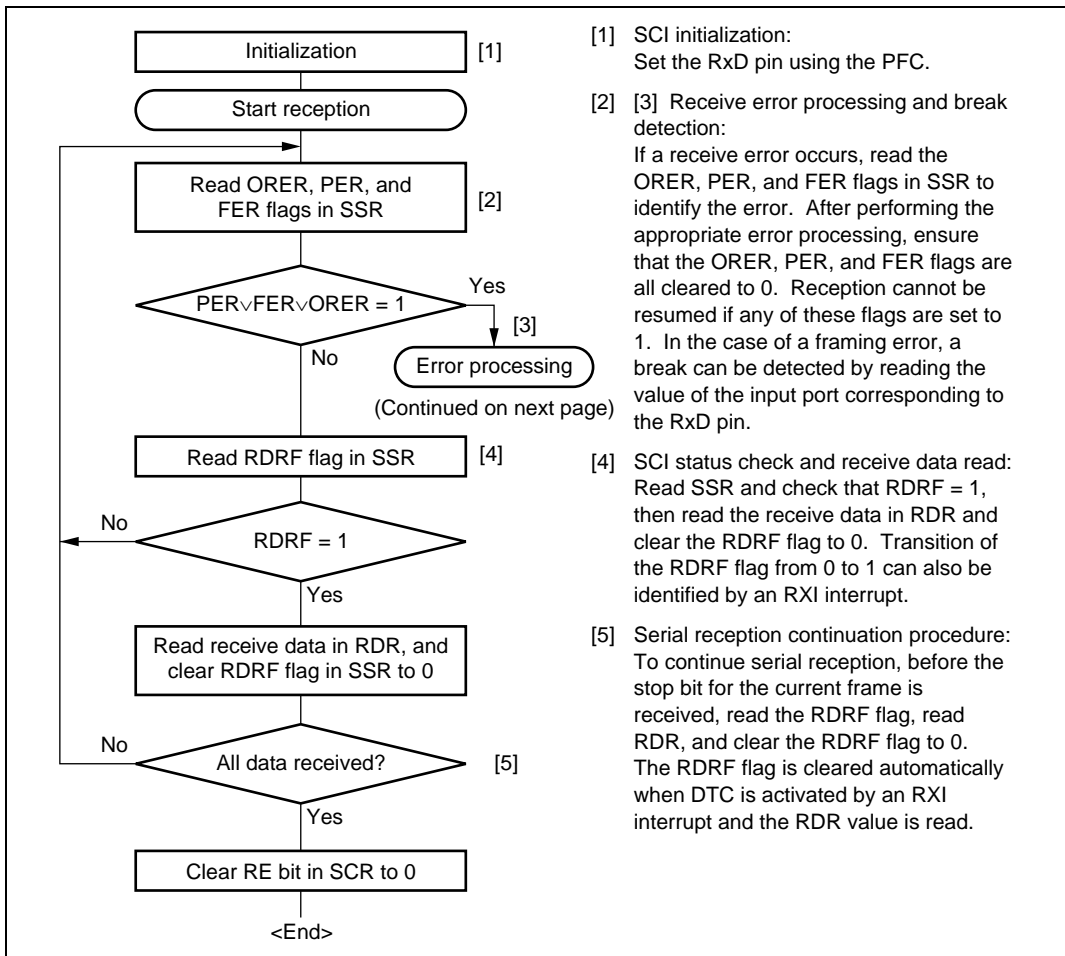 Initialization
[1]
Start reception
Read ORER, PER, and
FER flags in SSR
[2]
PER∨FER∨ORER = 1
Yes
[3]
No
Error processing
(Continued on next page)
Read RDRF flag in SSR
[4]
No
RDRF = 1
Yes
Read receive data in RDR, and
clear RDRF flag in SSR to 0
No
All data received?
[5]
Yes
Clear RE bit in SCR to 0
<End>
[1] SCI initialization:
Set the RxD pin using the PFC.
[2] [3] Receive error processing and break
detection:
If a receive error occurs, read the
ORER, PER, and FER flags in SSR to
identify the error. After performing the
appropriate error processing, ensure
that the ORER, PER, and FER flags are
all cleared to 0. Reception cannot be
resumed if any of these flags are set to
1. In the case of a framing error, a
break can be detected by reading the
value of the input port corresponding to
the RxD pin.
[4] SCI status check and receive data read:
Read SSR and check that RDRF = 1,
then read the receive data in RDR and
clear the RDRF flag to 0. Transition of
the RDRF flag from 0 to 1 can also be
identified by an RXI interrupt.
[5] Serial reception continuation procedure:
To continue serial reception, before the
stop bit for the current frame is
received, read the RDRF flag, read
RDR, and clear the RDRF flag to 0.
The RDRF flag is cleared automatically
when DTC is activated by an RXI
interrupt and the RDR value is read.